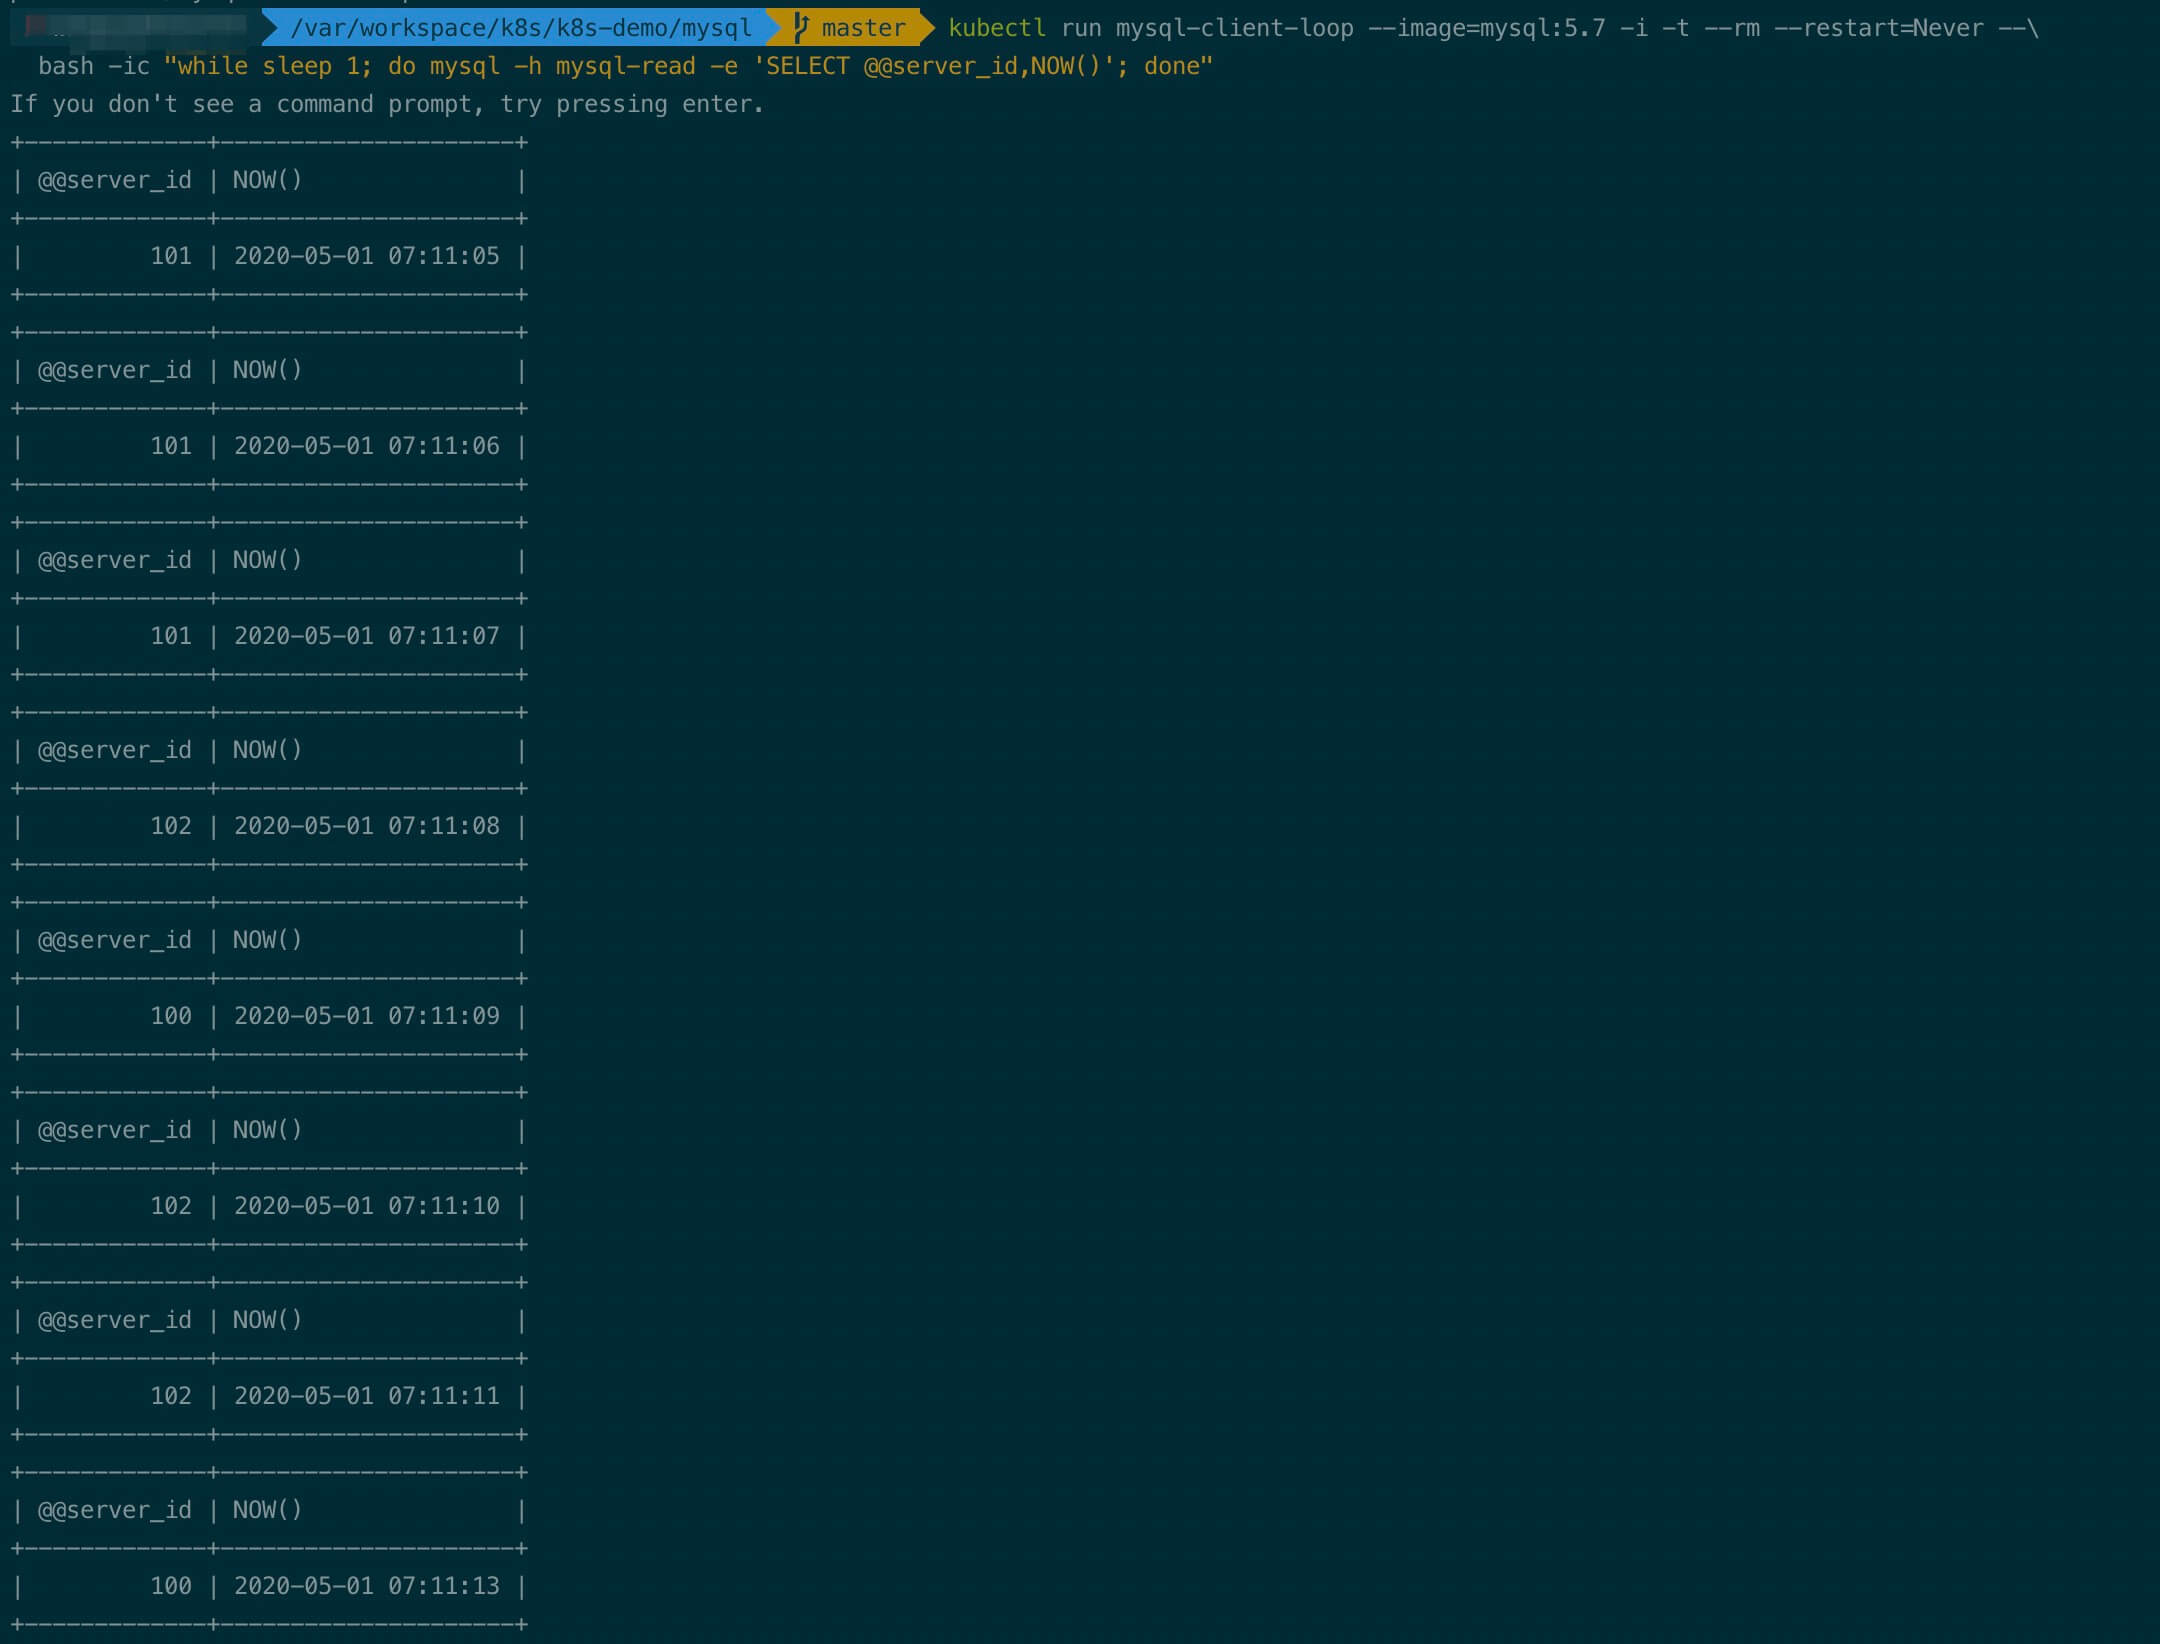 /var/workspace/k8s/k8s-demo/mysql master kubectl run mysql-client-loop --image=mysql:5.7 -i -t --rm --restart=Never --\
  bash -ic "while sleep 1; do mysql -h mysql-read -e 'SELECT @@server_id,NOW()'; done"
If you don't see a command prompt, try pressing enter.
+-------------+---------------------+
| @@server_id | NOW()               |
+-------------+---------------------+
|         101 | 2020-05-01 07:11:05 |
+-------------+---------------------+
+-------------+---------------------+
| @@server_id | NOW()               |
+-------------+---------------------+
|         101 | 2020-05-01 07:11:06 |
+-------------+---------------------+
+-------------+---------------------+
| @@server_id | NOW()               |
+-------------+---------------------+
|         101 | 2020-05-01 07:11:07 |
+-------------+---------------------+
+-------------+---------------------+
| @@server_id | NOW()               |
+-------------+---------------------+
|         102 | 2020-05-01 07:11:08 |
+-------------+---------------------+
+-------------+---------------------+
| @@server_id | NOW()               |
+-------------+---------------------+
|         100 | 2020-05-01 07:11:09 |
+-------------+---------------------+
+-------------+---------------------+
| @@server_id | NOW()               |
+-------------+---------------------+
|         102 | 2020-05-01 07:11:10 |
+-------------+---------------------+
+-------------+---------------------+
| @@server_id | NOW()               |
+-------------+---------------------+
|         102 | 2020-05-01 07:11:11 |
+-------------+---------------------+
+-------------+---------------------+
| @@server_id | NOW()               |
+-------------+---------------------+
|         100 | 2020-05-01 07:11:13 |
+-------------+---------------------+